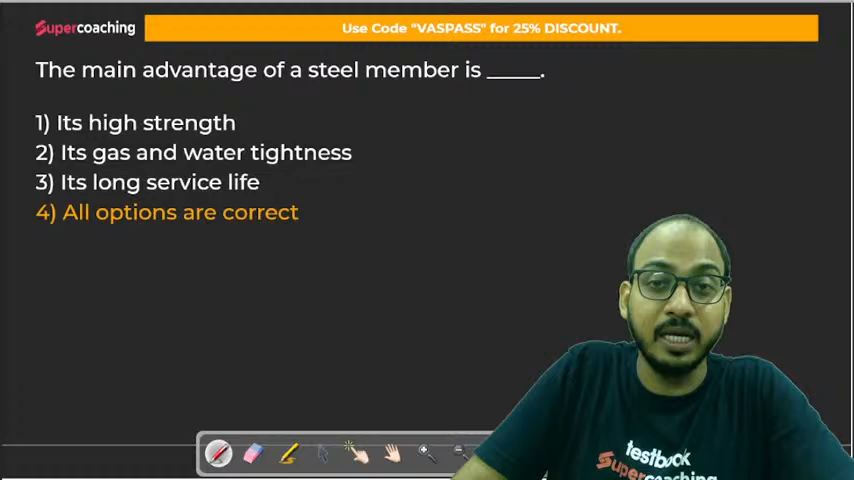 Supercoaching
Use Code "VASPASS" for 25% DISCOUNT.
The main advantage of a steel member is _____.
1) Its high strength
2) Its gas and water tightness
3) Its long service life
4) All options are correct
testbook
Supercoaching